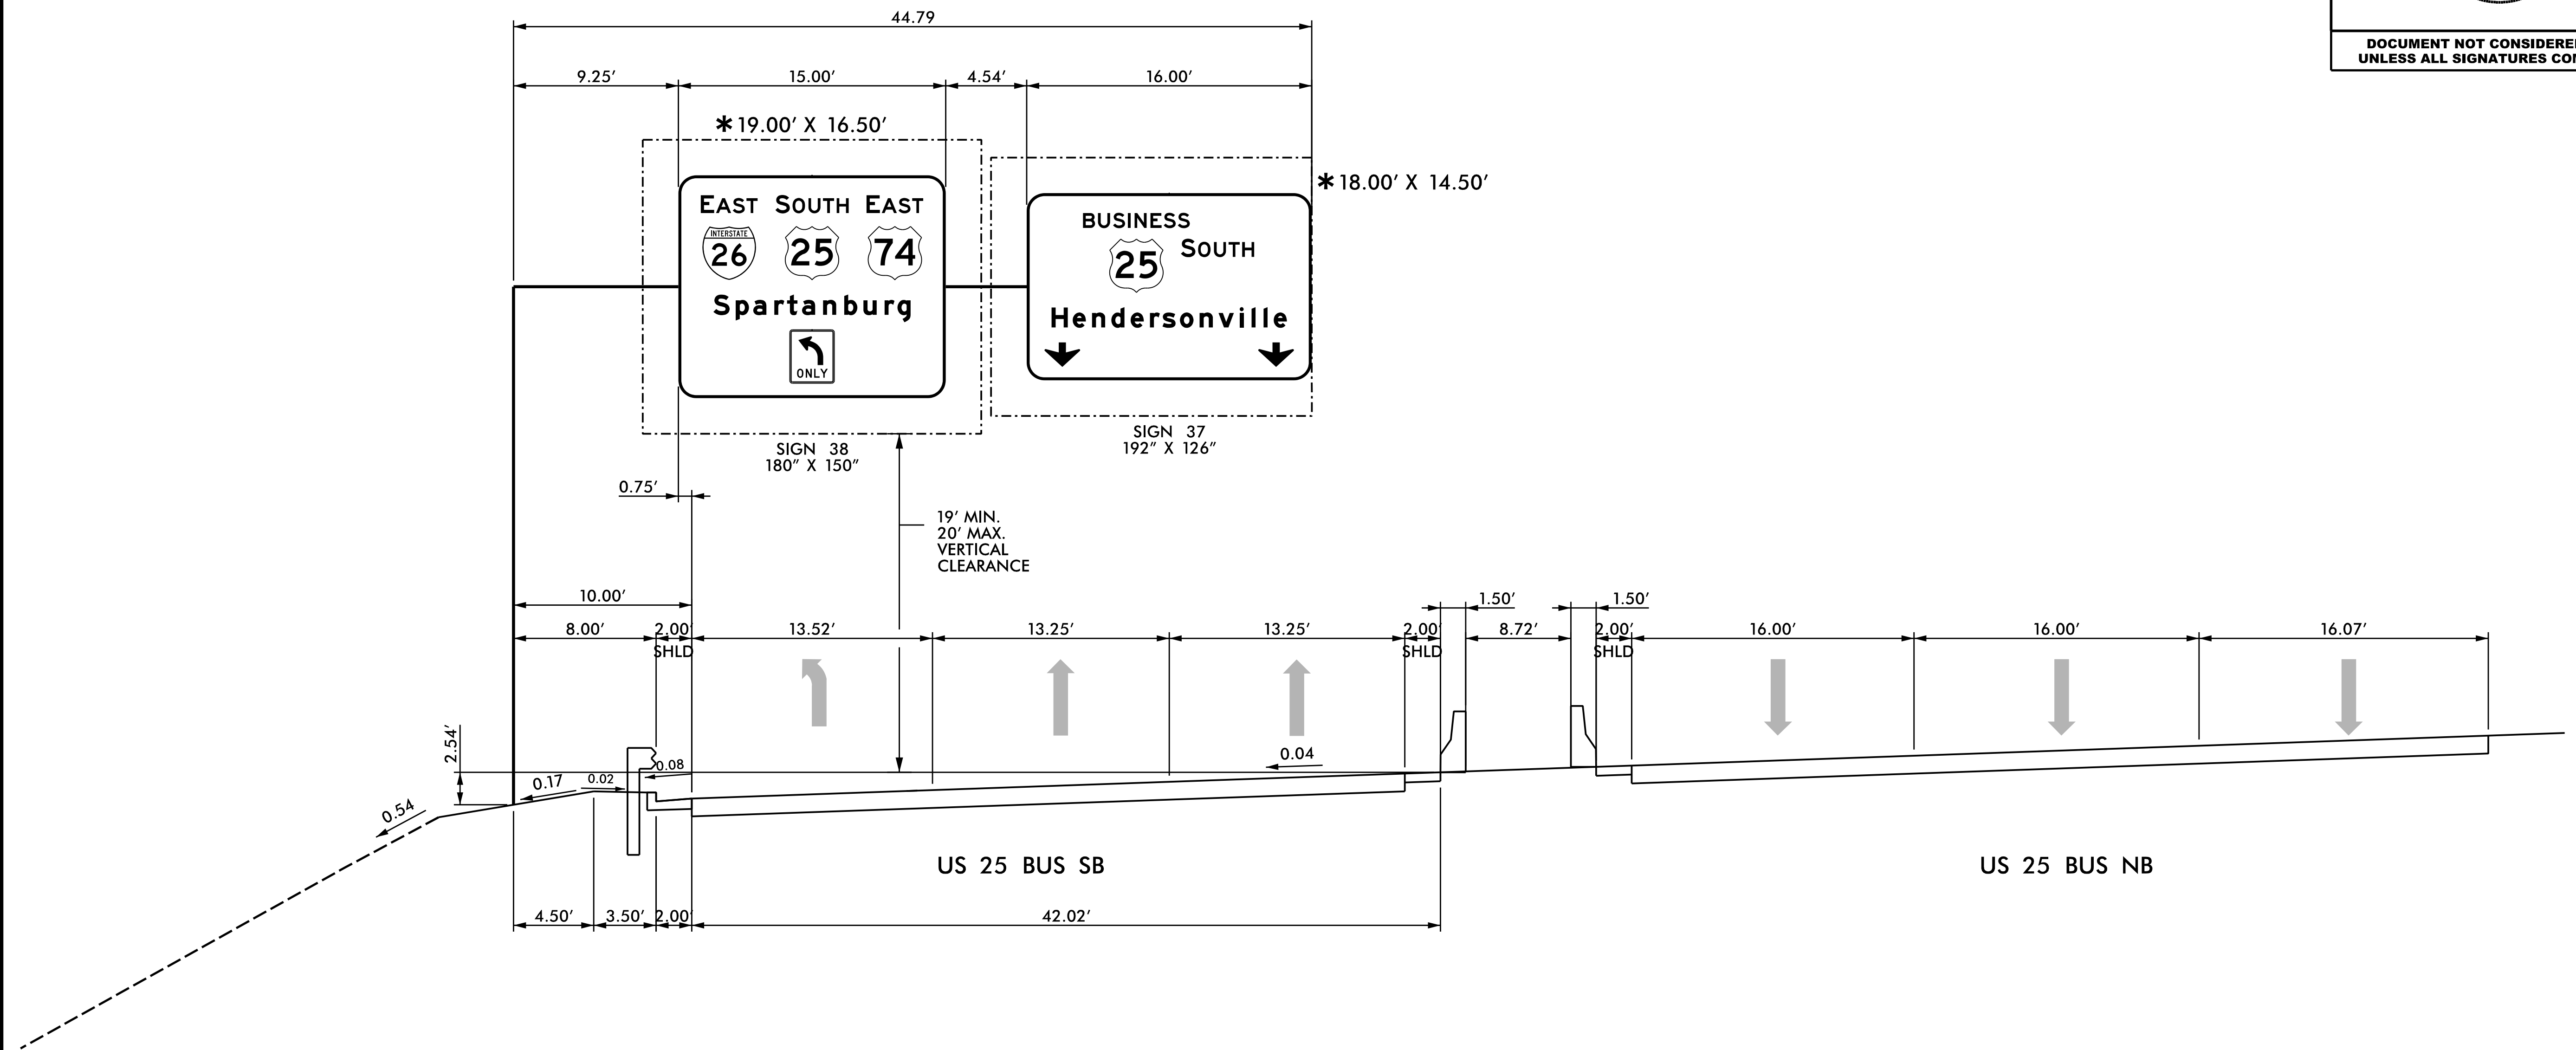 44.79
DOCUMENT NOT CONSIDERE
UNLESS ALL SIGNATURES CO
9.25' 15.00' 4.54' 16.00'
*19.00' X 16.50'
*18.00' X 14.50'
EAST SOUTH EAST
INTERSTATE
26 25 74
Spartanburg
ONLY
BUSINESS
25 SOUTH
Hendersonville
SIGN 38
180" X 150"
SIGN 37
192" X 126"
0.75'
19' MIN.
20' MAX.
VERTICAL
CLEARANCE
10.00' 1.50' 1.50'
8.00' 2.00' 13.52' 13.25' 13.25' 2.00' 8.72' 2.00' 16.00' 16.00' 16.07'
SHLD SHLD SHLD
2.54'
0.04
0.08
0.02
0.17
0.54
US 25 BUS SB
US 25 BUS NB
4.50' 3.50' 2.00' 42.02'